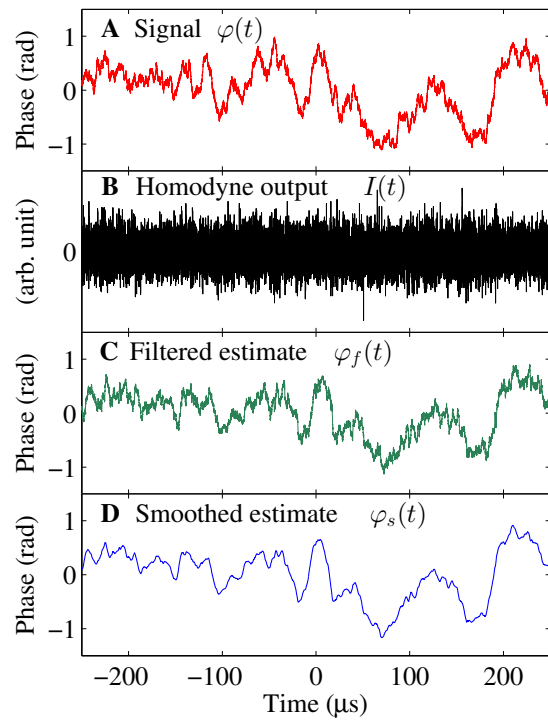 A Signal φ(t)
Phase (rad)
1
0
−1
B Homodyne output I(t)
(arb. unit)
0
C Filtered estimate φ_f(t)
Phase (rad)
1
0
−1
D Smoothed estimate φ_s(t)
Phase (rad)
1
0
−1
−200 −100 0 100 200
Time (μs)